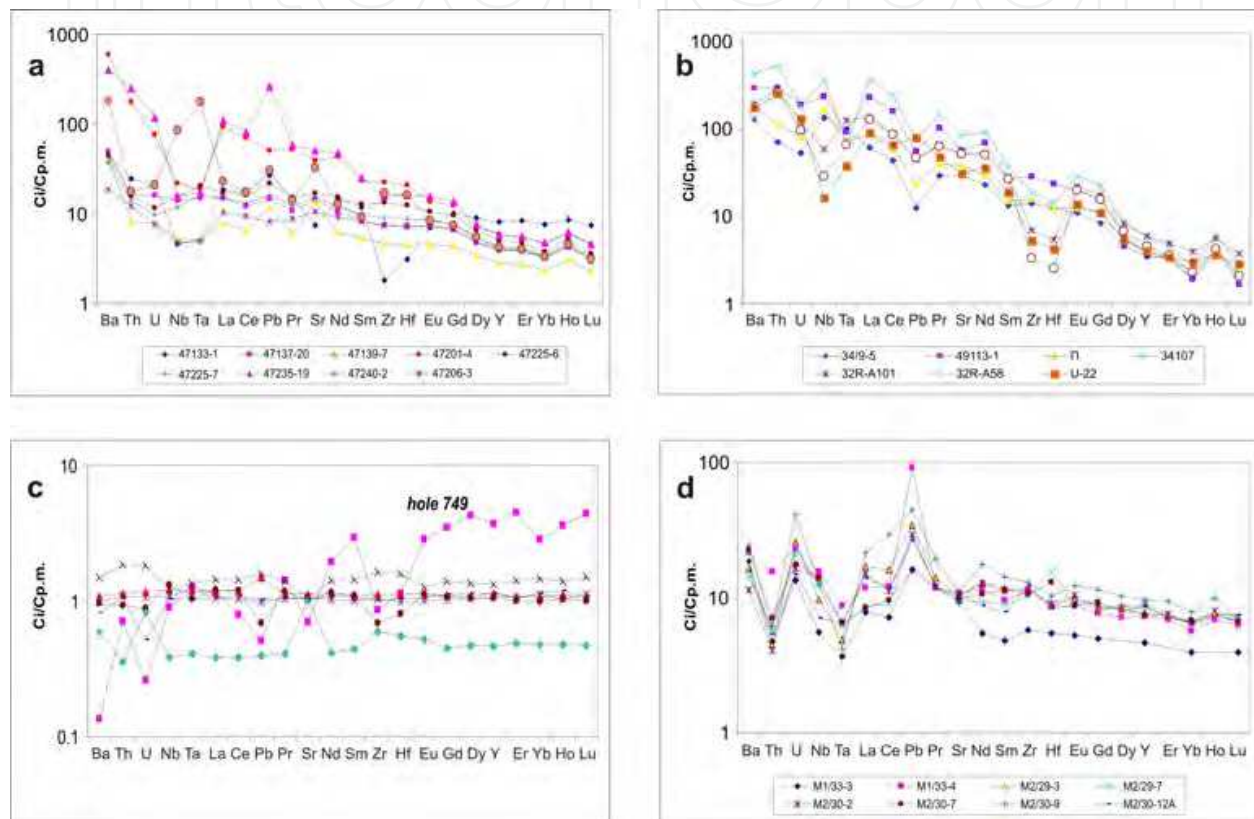 a
1000
100
10
1
Ci/Cp.m.
Ba Th U Nb Ta La Ce Pb Pr Sr Nd Sm Zr Hf Eu Gd Dy Y Er Yb Ho Lu
47133-1 47137-20 47139-7 47201-4 47225-6
47225-7 47235-19 47240-2 47206-3
b
1000
100
10
1
Ci/Cp.m.
Ba Th U Nb Ta La Ce Pb Pr Sr Nd Sm Zr Hf Eu Gd Dy Y Er Yb Ho Lu
34/9-5 49113-1 П 34107
32R-A101 32R-A58 U-22
c
10
1
0.1
Ci/Cp.m.
hole 749
Ba Th U Nb Ta La Ce Pb Pr Sr Nd Sm Zr Hf Eu Gd Dy Y Er Yb Ho Lu
d
100
10
1
Ci/Cp.m.
Ba Th U Nb Ta La Ce Pb Pr Sr Nd Sm Zr Hf Eu Gd Dy Y Er Yb Ho Lu
M1/33-3 M1/33-4 M2/29-3 M2/29-7
M2/30-2 M2/30-7 M2/30-9 M2/30-12A